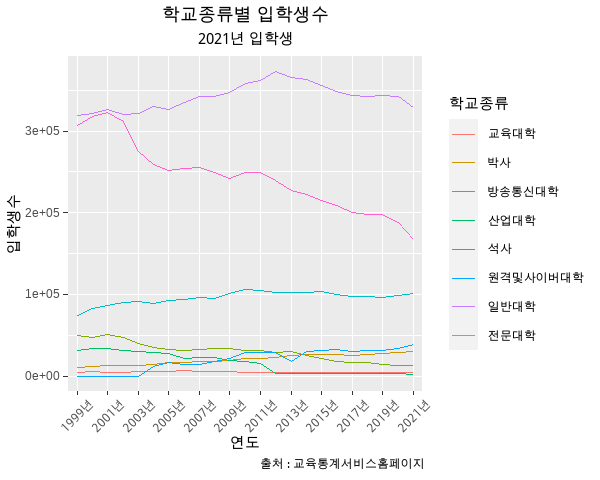 학교종류별 입학생수
2021년 입학생
입학생수
3e+05
2e+05
1e+05
0e+00
1999년
2001년
2003년
2005년
2007년
2009년
2011년
2013년
2015년
2017년
2019년
2021년
연도
출처 : 교육통계서비스홈페이지
학교종류
교육대학
박사
방송통신대학
산업대학
석사
원격및사이버대학
일반대학
전문대학